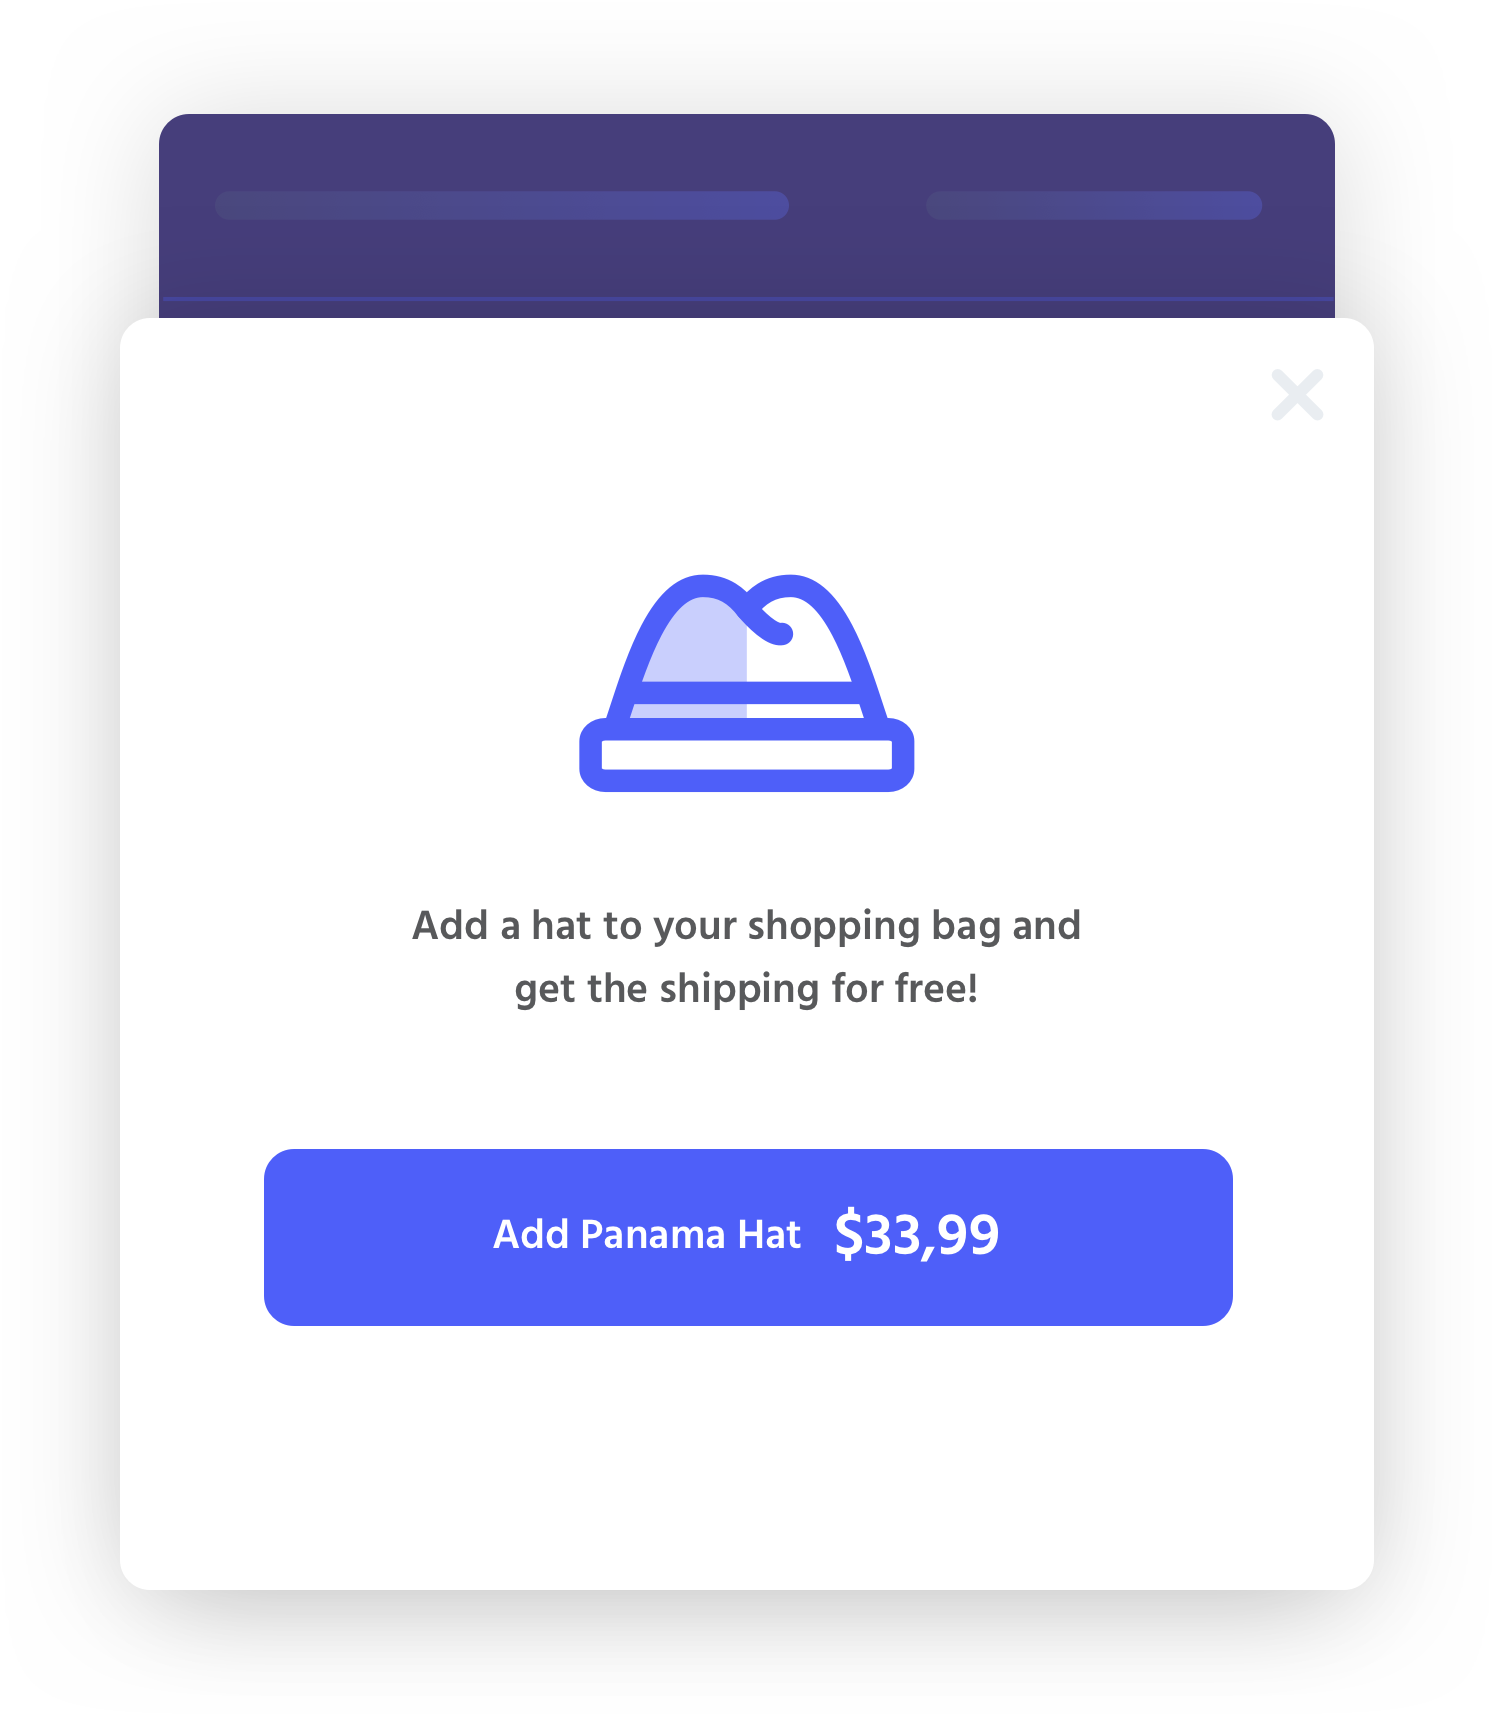 Add a hat to your shopping bag and
get the shipping for free!
Add Panama Hat $33,99